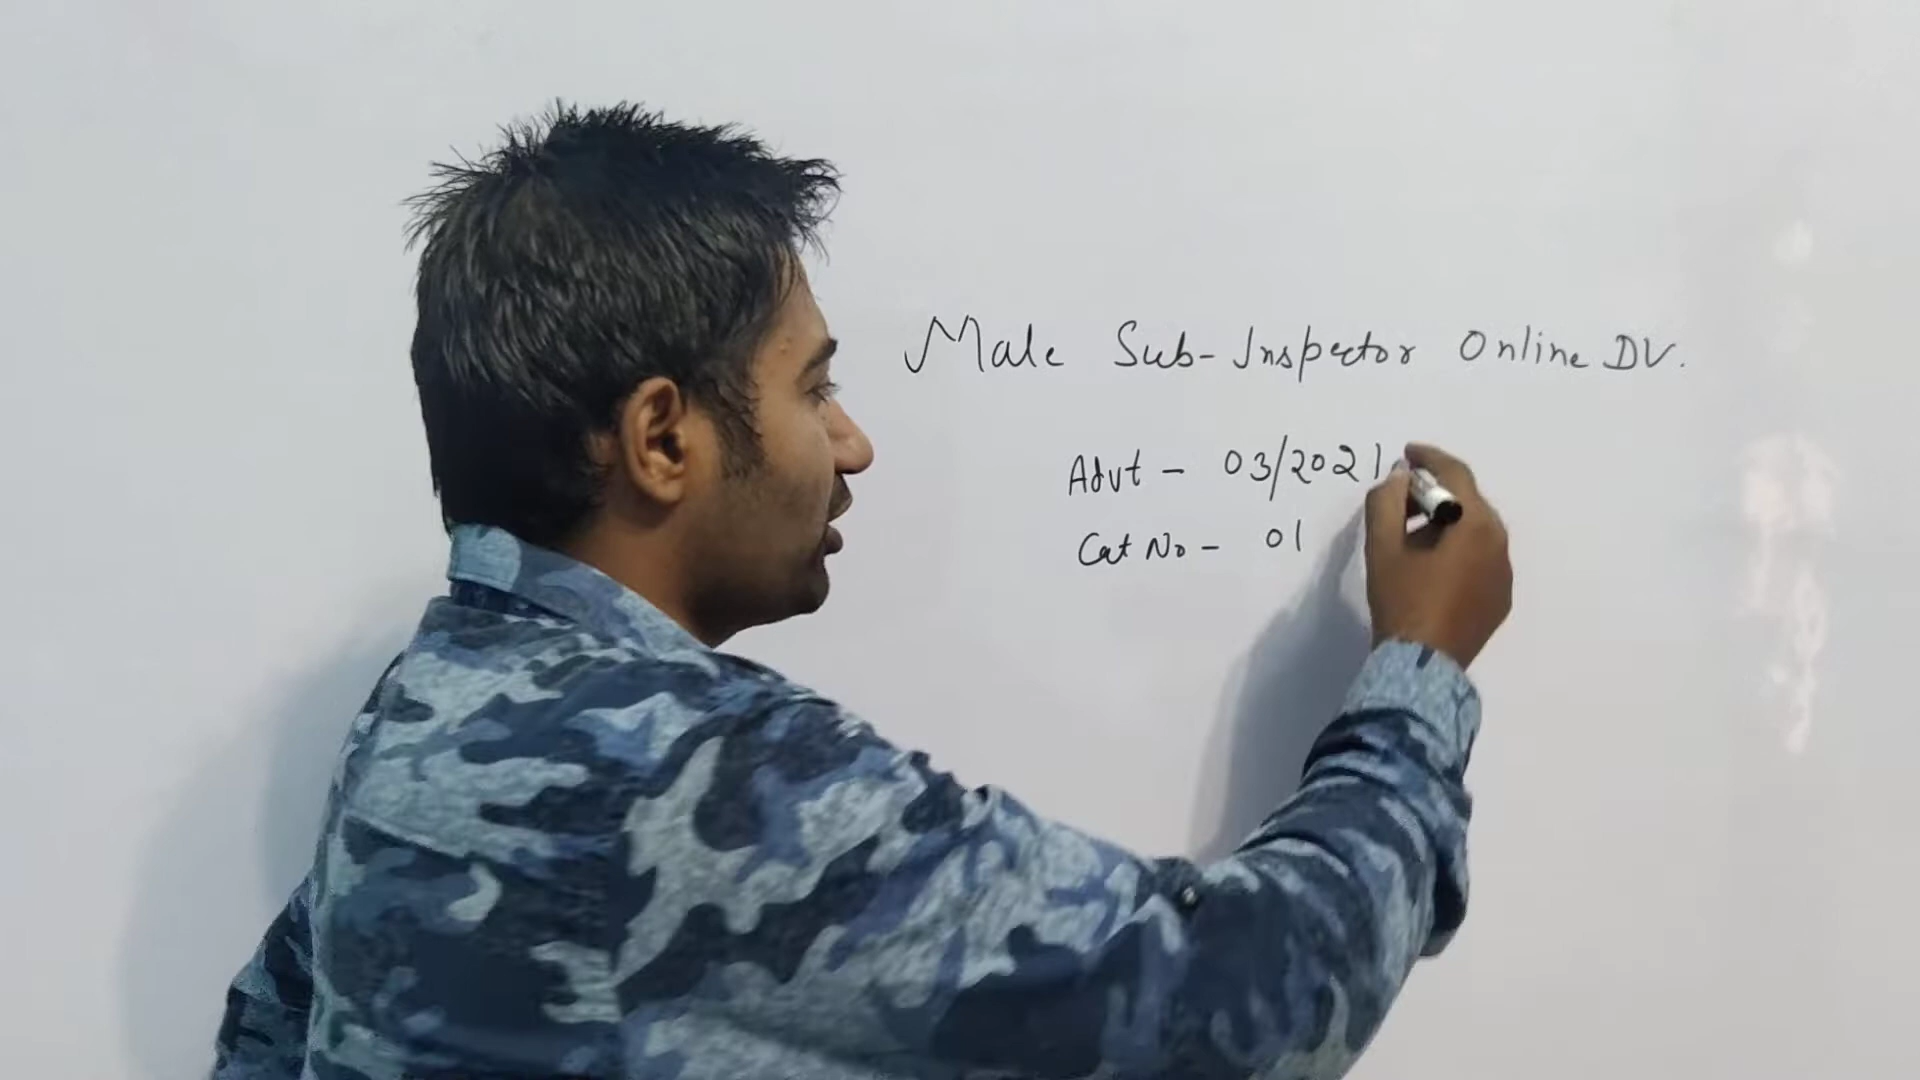 Male Sub-Inspector Online DV.
Advt - 03/2021
Cat No - 01